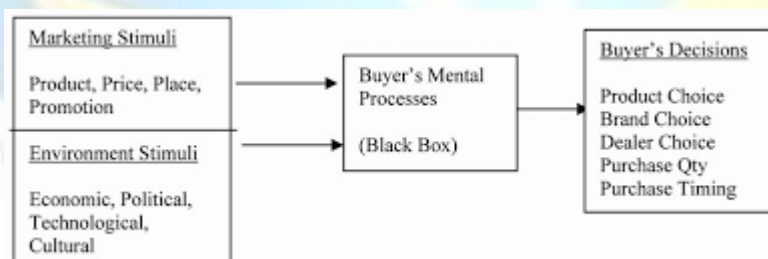 Marketing Stimuli
Product, Price, Place,
Promotion
Environment Stimuli
Economic, Political,
Technological,
Cultural
Buyer's Mental
Processes
(Black Box)
Buyer's Decisions
Product Choice
Brand Choice
Dealer Choice
Purchase Qty
Purchase Timing